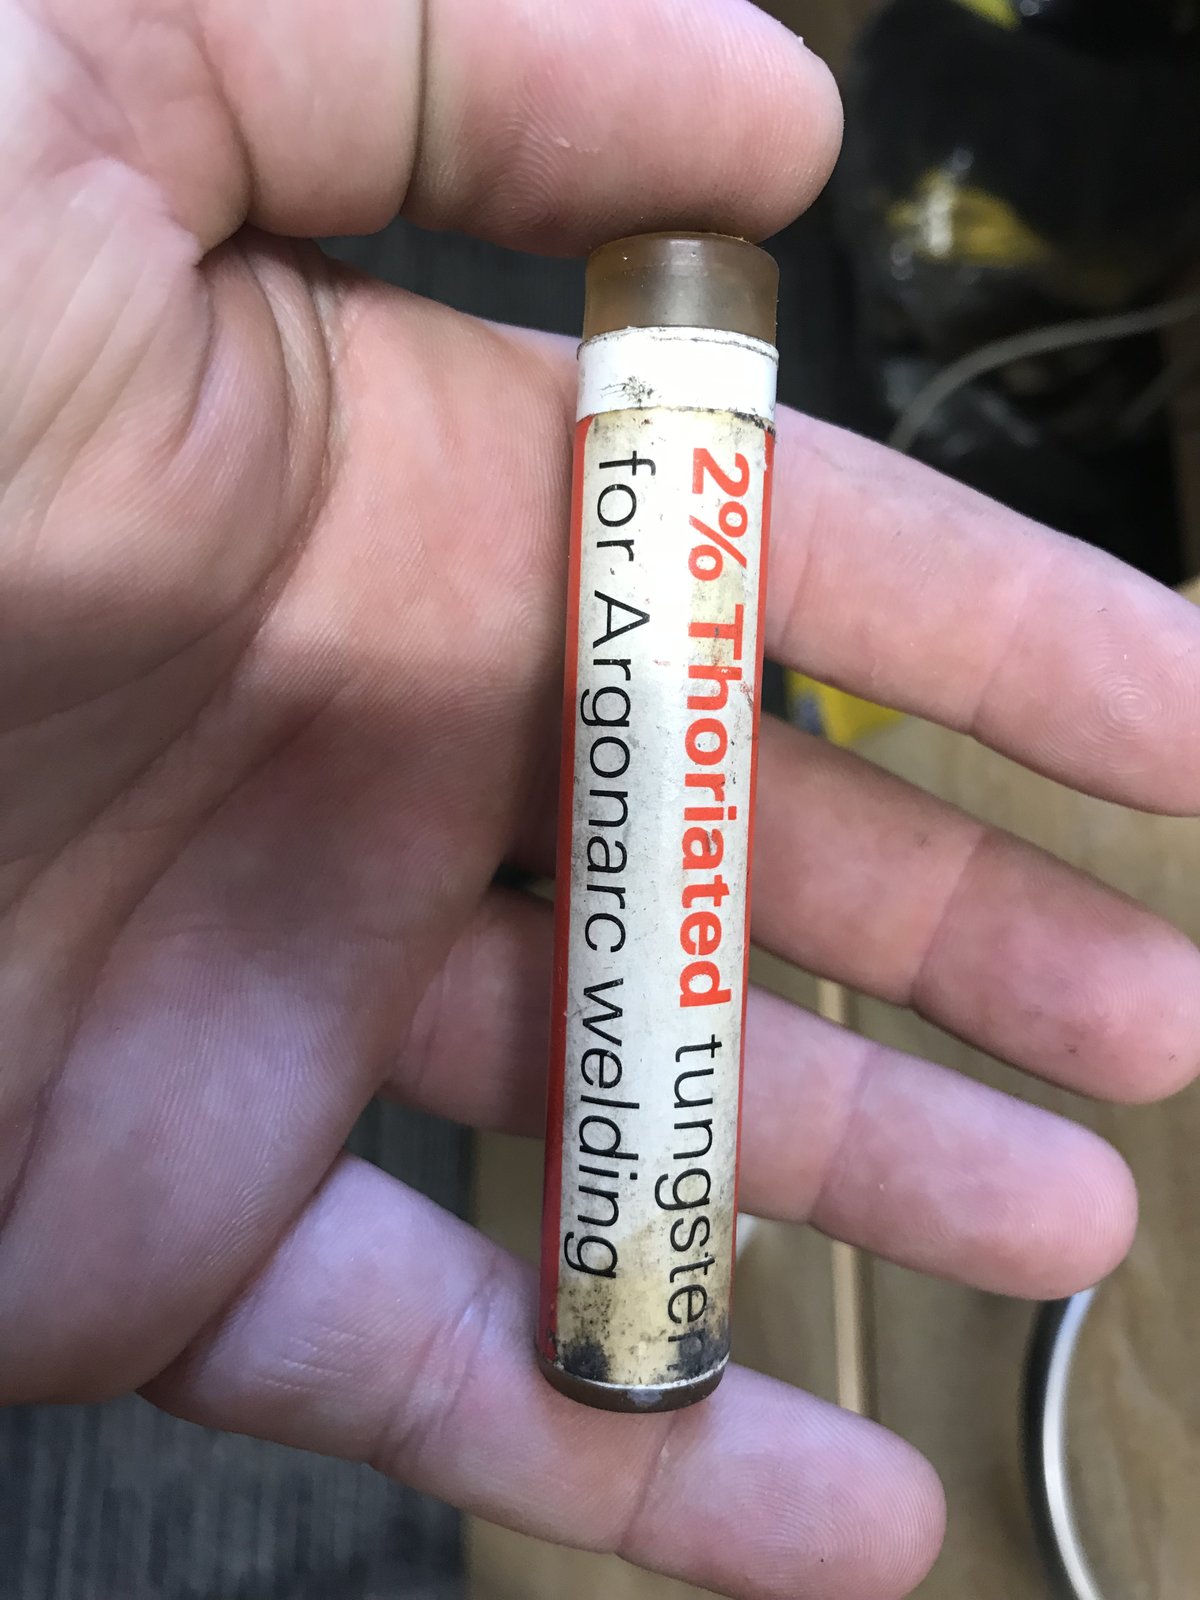 2% Thoriated tungsten
for Argonarc welding